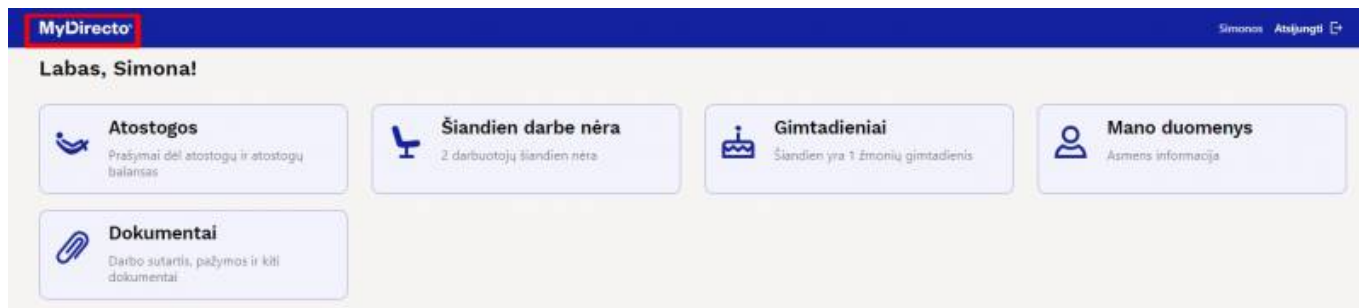 MyDirecto
Simonos Atsijungti
Labas, Simona!
Atostogos
Prašymai dėl atostogų ir atostogų
balansas
Šiandien darbe nėra
2 darbuotojų šiandien nėra
Gimtadieniai
Šiandien yra 1 žmonių gimtadienis
Mano duomenys
Asmens informacija
Dokumentai
Darbo sutartis, pažymos ir kiti
dokumentai